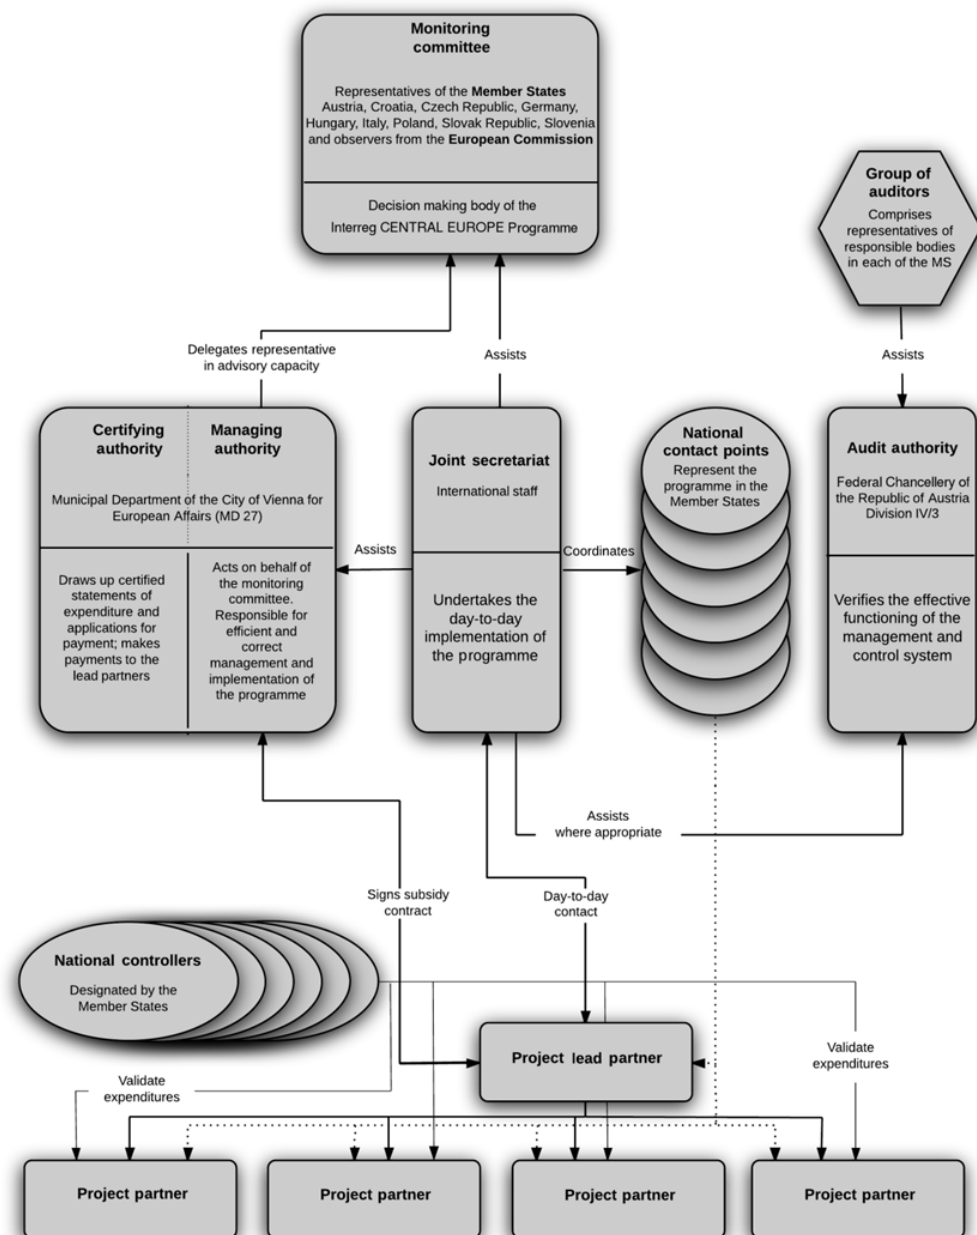 Monitoring
committee
Representatives of the Member States
Austria, Croatia, Czech Republic, Germany,
Hungary, Italy, Poland, Slovak Republic, Slovenia
and observers from the European Commission
Decision making body of the
Interreg CENTRAL EUROPE Programme
Group of
auditors
Comprises
representatives of
responsible bodies
in each of the MS
Delegates representative
in advisory capacity
Assists
Assists
Certifying
authority
Managing
authority
Municipal Department of the City of Vienna for
European Affairs (MD 27)
Draws up certified
statements of
expenditure and
applications for
payment; makes
payments to the
lead partners
Acts on behalf of
the monitoring
committee.
Responsible for
efficient and
correct
management and
implementation of
the programme
Assists
Joint secretariat
International staff
Undertakes the
day-to-day
implementation of
the programme
Coordinates
National
contact points
Represent the
programme in the
Member States
Audit authority
Federal Chancellery of
the Republic of Austria
Division IV/3
Verifies the effective
functioning of the
management and
control system
Assists
where appropriate
Signs subsidy
contract
Day-to-day
contact
National controllers
Designated by the
Member States
Project lead partner
Validate
expenditures
Validate
expenditures
Project partner
Project partner
Project partner
Project partner